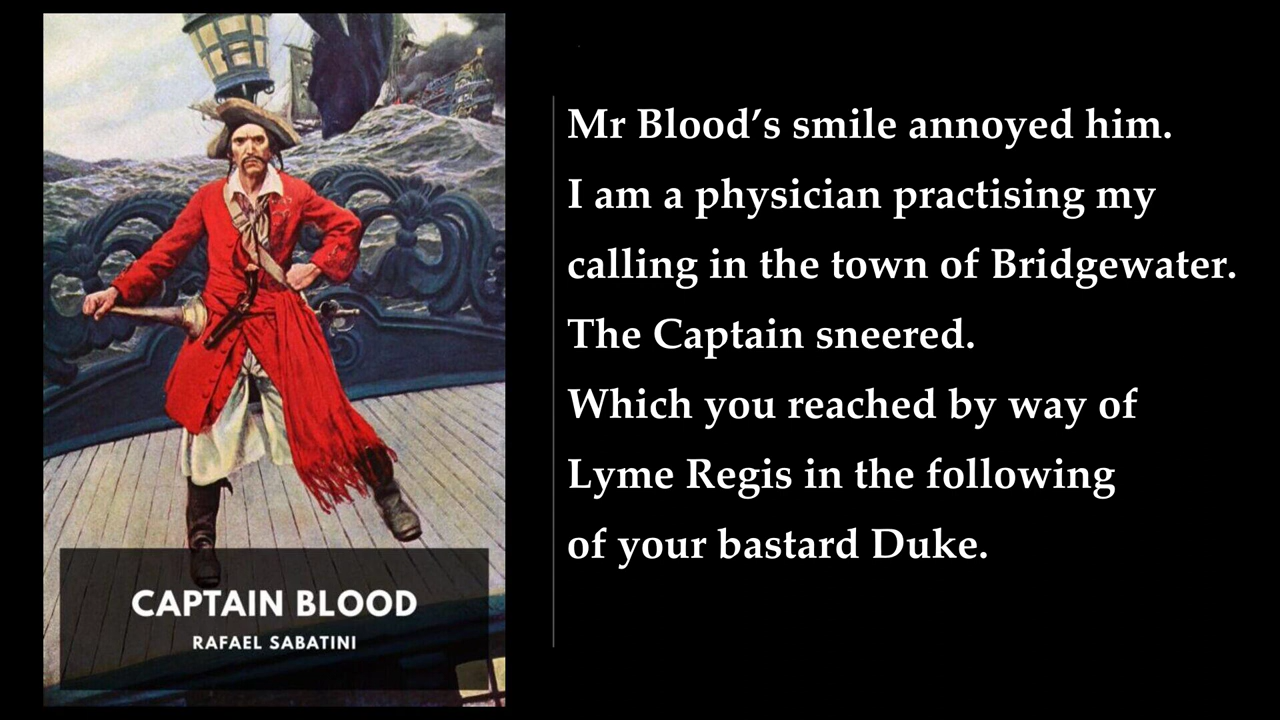 CAPTAIN BLOOD
RAFAEL SABATINI
Mr Blood’s smile annoyed him.
I am a physician practising my
calling in the town of Bridgewater.
The Captain sneered.
Which you reached by way of
Lyme Regis in the following
of your bastard Duke.